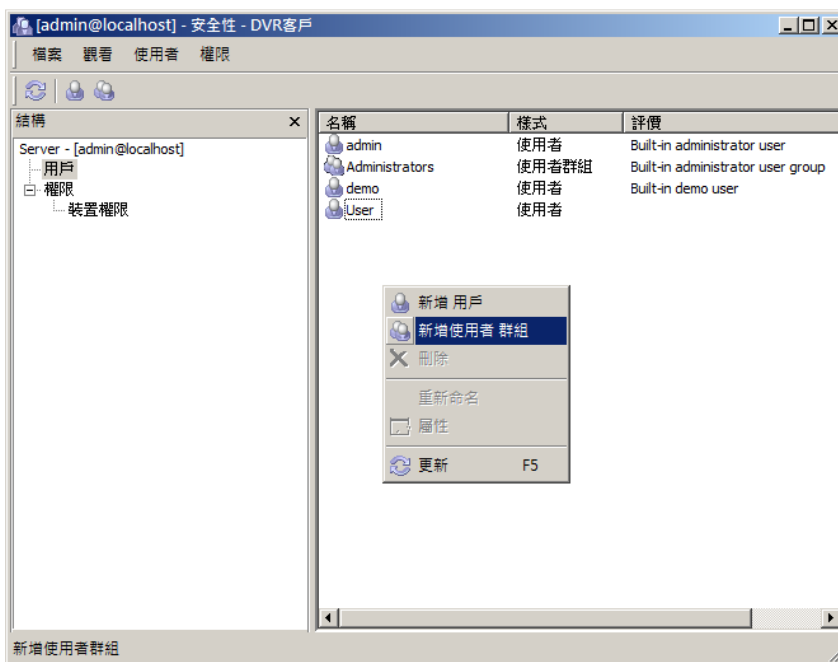 [admin@localhost] - 安全性 - DVR客戶
檔案 觀看 使用者 權限
結構
Server - [admin@localhost]
用戶
權限
裝置權限
名稱 樣式 評價
admin 使用者 Built-in administrator user
Administrators 使用者群組 Built-in administrator user group
demo 使用者 Built-in demo user
User 使用者
新增 用戶
新增使用者 群組
刪除
重新命名
屬性
更新 F5
新增使用者群組